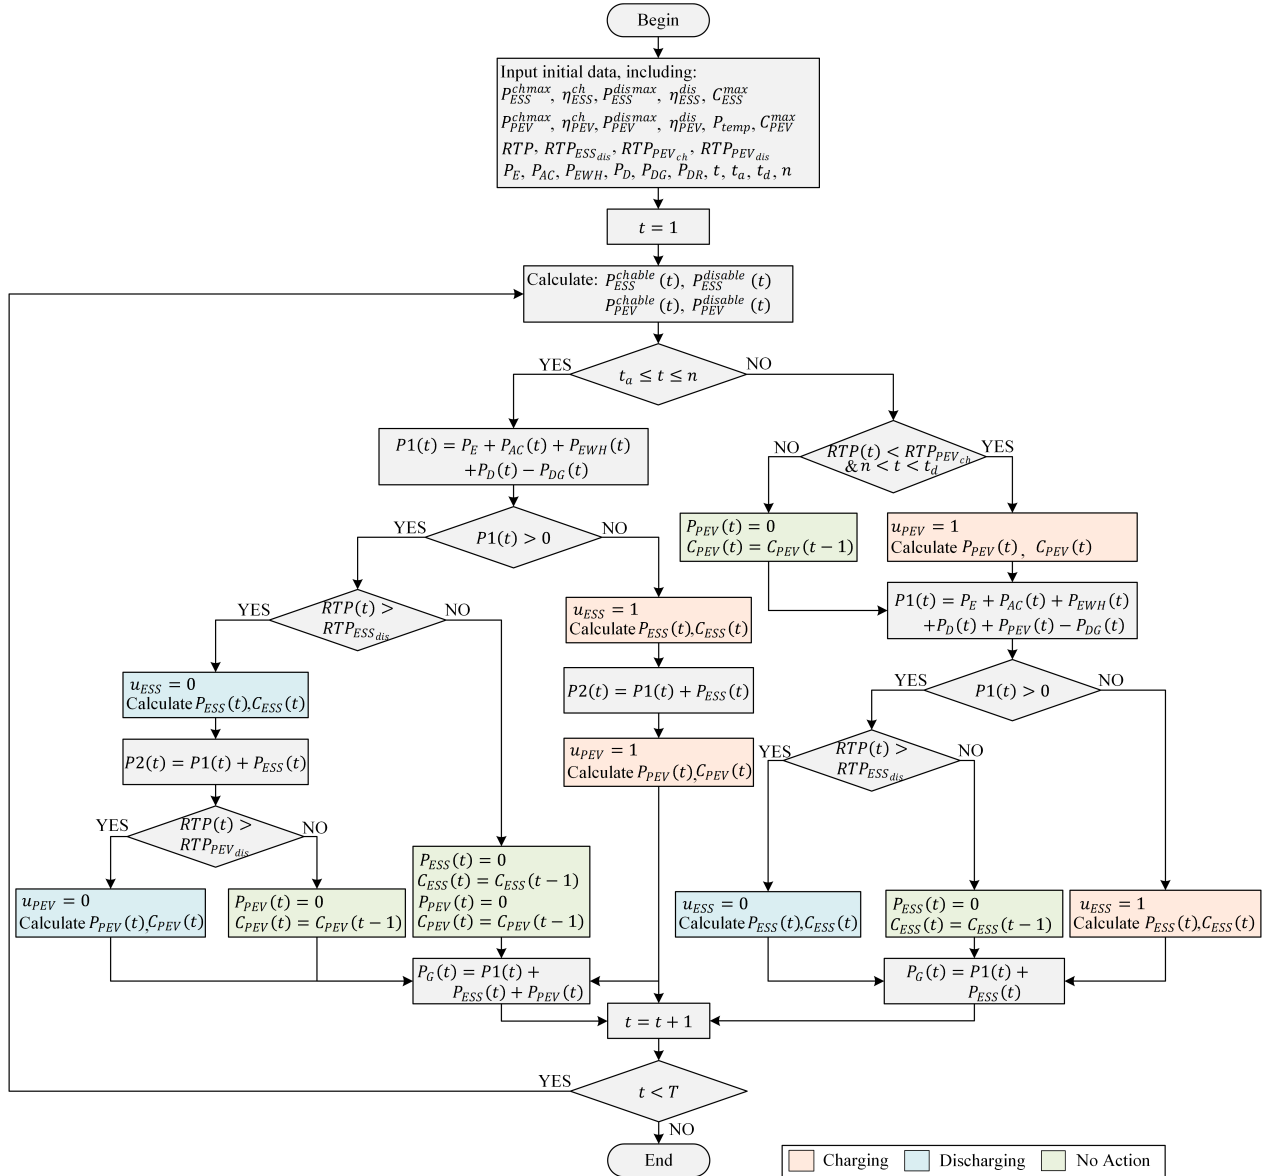 Begin
Input initial data, including:
P_ESS^chmax, η_ESS^ch, P_ESS^dismax, η_ESS^dis, C_ESS^max
P_PEV^chmax, η_PEV^ch, P_PEV^dismax, η_PEV^dis, P_temp, C_PEV^max
RTP, RTP_ESS_dis, RTP_PEV_ch, RTP_PEV_dis
P_E, P_AC, P_EWH, P_D, P_DG, P_DR, t, t_a, t_d, n
t = 1
Calculate: P_ESS^chable(t), P_ESS^disable(t)
P_PEV^chable(t), P_PEV^disable(t)
YES
t_a ≤ t ≤ n
NO
P1(t) = P_E + P_AC(t) + P_EWH(t)
+P_D(t) − P_DG(t)
NO
RTP(t) < RTP_PEV_ch
& n < t < t_d
YES
YES
P1(t) > 0
NO
P_PEV(t) = 0
C_PEV(t) = C_PEV(t − 1)
u_PEV = 1
Calculate P_PEV(t), C_PEV(t)
YES
RTP(t) >
RTP_ESS_dis
NO
u_ESS = 1
Calculate P_ESS(t),C_ESS(t)
P1(t) = P_E + P_AC(t) + P_EWH(t)
+P_D(t) + P_PEV(t) − P_DG(t)
u_ESS = 0
Calculate P_ESS(t),C_ESS(t)
P2(t) = P1(t) + P_ESS(t)
YES
P1(t) > 0
NO
P2(t) = P1(t) + P_ESS(t)
u_PEV = 1
Calculate P_PEV(t),C_PEV(t)
YES
RTP(t) >
RTP_ESS_dis
NO
YES
RTP(t) >
RTP_PEV_dis
NO
P_ESS(t) = 0
C_ESS(t) = C_ESS(t − 1)
P_PEV(t) = 0
C_PEV(t) = C_PEV(t − 1)
u_PEV = 0
Calculate P_PEV(t),C_PEV(t)
P_PEV(t) = 0
C_PEV(t) = C_PEV(t − 1)
u_ESS = 0
Calculate P_ESS(t),C_ESS(t)
P_ESS(t) = 0
C_ESS(t) = C_ESS(t − 1)
u_ESS = 1
Calculate P_ESS(t),C_ESS(t)
P_G(t) = P1(t) +
P_ESS(t) + P_PEV(t)
P_G(t) = P1(t) +
P_ESS(t)
t = t + 1
YES
t < T
NO
End
Charging
Discharging
No Action